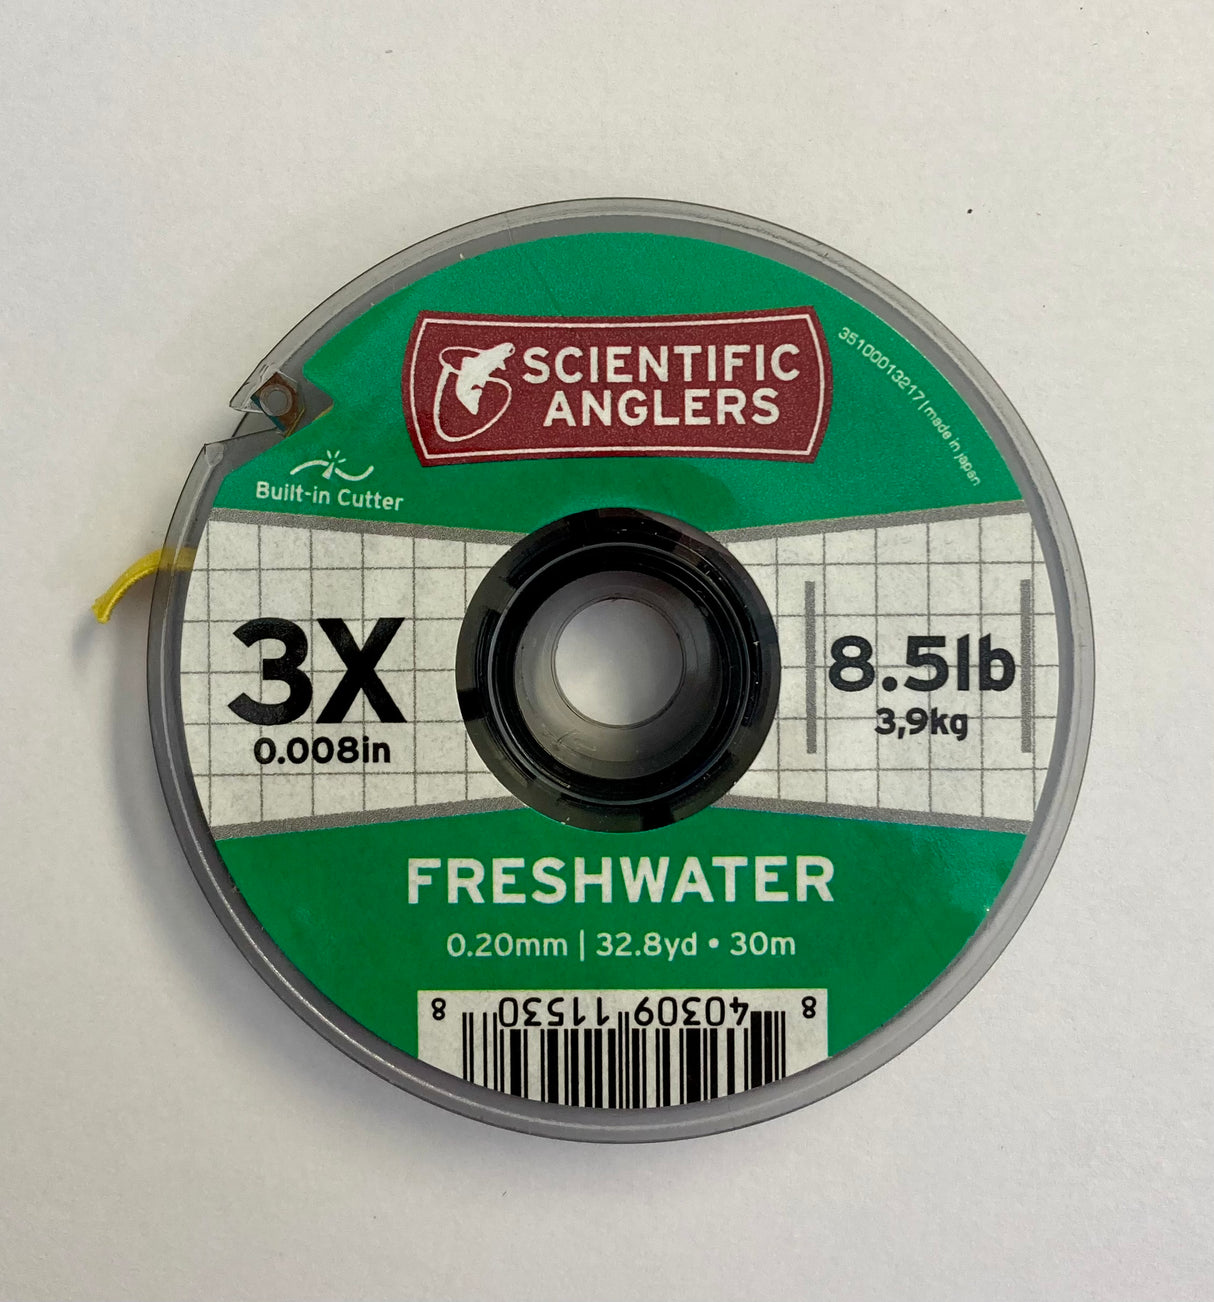 SCIENTIFIC
ANGLERS
35100013217 | made in japan
Built-in Cutter
3X
0.008in
8.5lb
3,9kg
FRESHWATER
0.20mm | 32.8yd • 30m
8 40309 11530 8